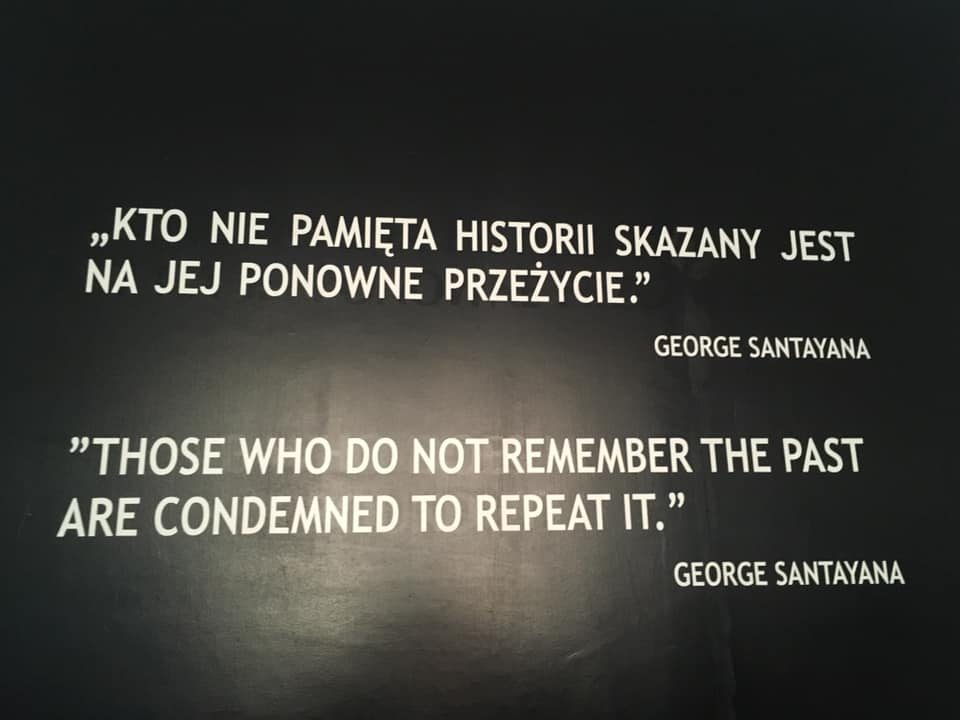 „KTO NIE PAMIĘTA HISTORII SKAZANY JEST
NA JEJ PONOWNE PRZEŻYCIE.”
GEORGE SANTAYANA
”THOSE WHO DO NOT REMEMBER THE PAST
ARE CONDEMNED TO REPEAT IT.”
GEORGE SANTAYANA